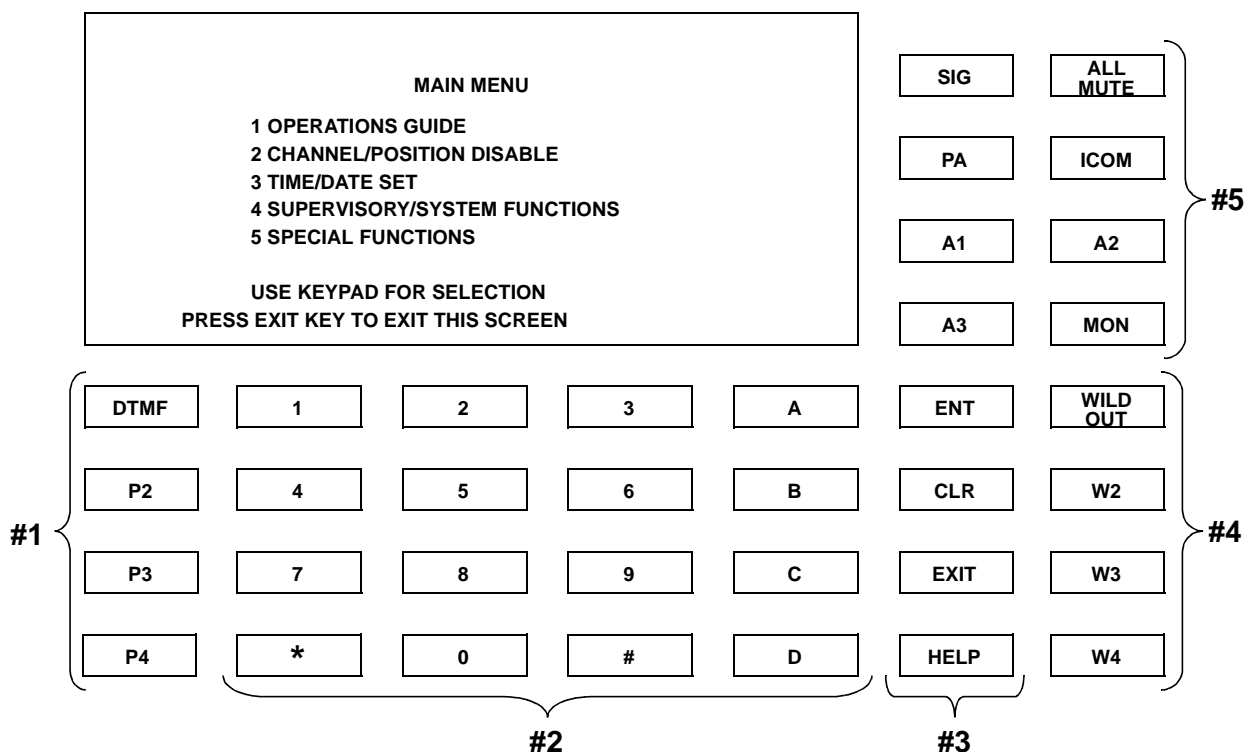 MAIN MENU
1 OPERATIONS GUIDE
2 CHANNEL/POSITION DISABLE
3 TIME/DATE SET
4 SUPERVISORY/SYSTEM FUNCTIONS
5 SPECIAL FUNCTIONS
USE KEYPAD FOR SELECTION
PRESS EXIT KEY TO EXIT THIS SCREEN
SIG
ALL
MUTE
PA
ICOM
A1
A2
A3
MON
#5
DTMF
1
2
3
A
ENT
WILD
OUT
P2
4
5
6
B
CLR
W2
#1
#4
P3
7
8
9
C
EXIT
W3
P4
*
0
#
D
HELP
W4
#2
#3